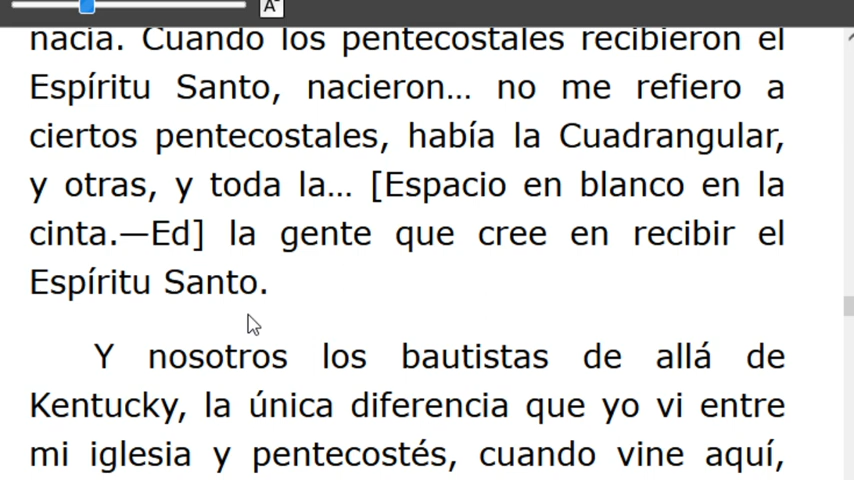 A
nacía. Cuando los pentecostales recibieron el
Espíritu Santo, nacieron… no me refiero a
ciertos pentecostales, había la Cuadrangular,
y otras, y toda la… [Espacio en blanco en la
cinta.—Ed] la gente que cree en recibir el
Espíritu Santo.
Y nosotros los bautistas de allá de
Kentucky, la única diferencia que yo vi entre
mi iglesia y pentecostés, cuando vine aquí,